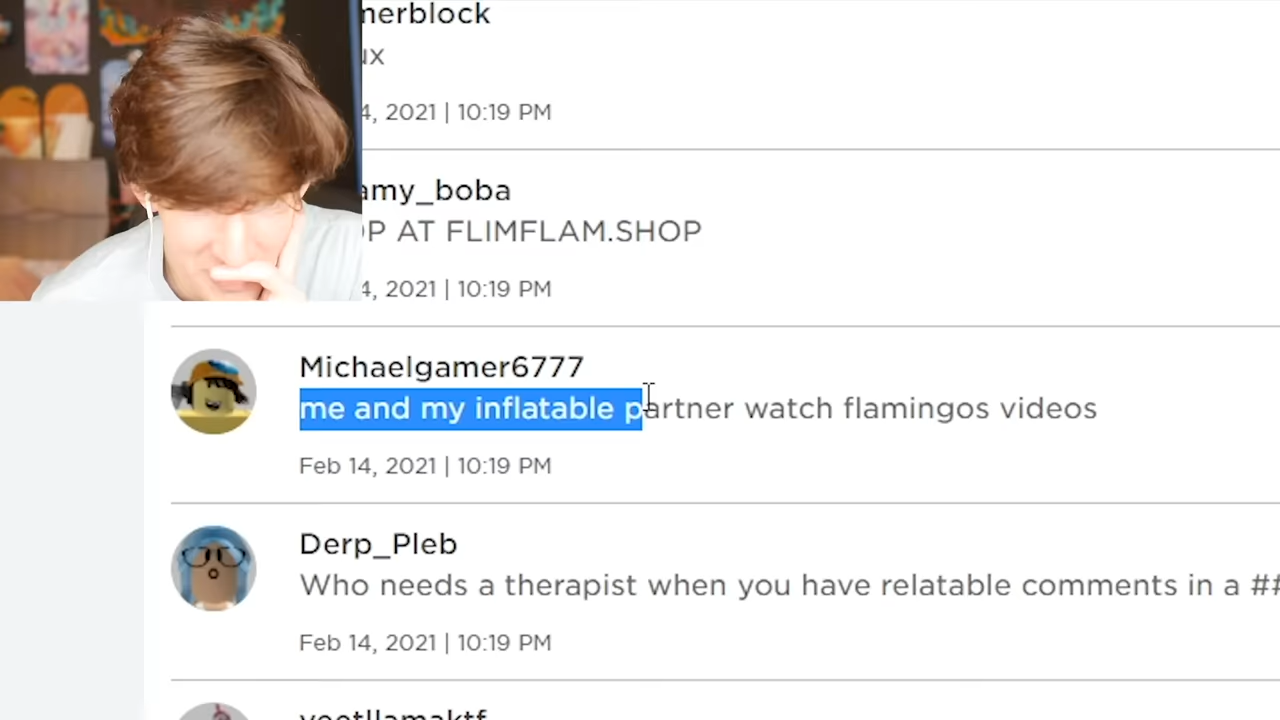 merblock
ux
4, 2021 | 10:19 PM
amy_boba
OP AT FLIMFLAM.SHOP
4, 2021 | 10:19 PM
Michaelgamer6777
me and my inflatable partner watch flamingos videos
Feb 14, 2021 | 10:19 PM
Derp_Pleb
Who needs a therapist when you have relatable comments in a ##
Feb 14, 2021 | 10:19 PM
yeetllamaktf